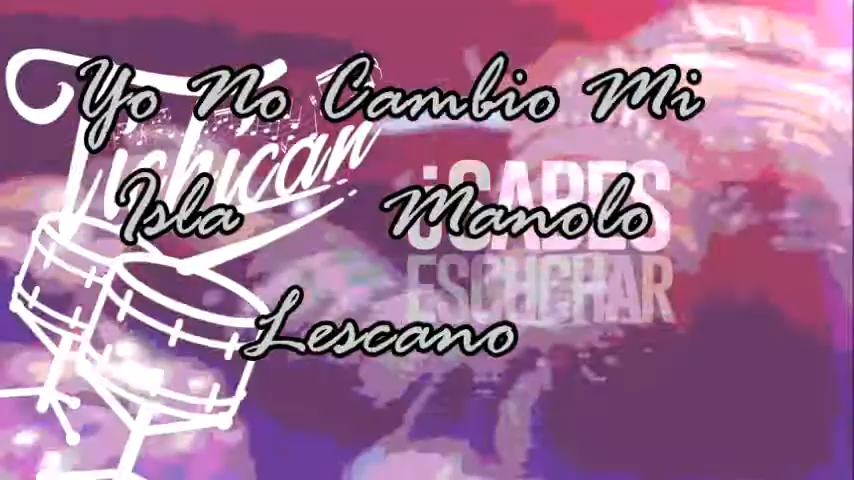 Yo No Cambio Mi
Isla Manolo
Lescano
¿SABES
ESCUCHAR